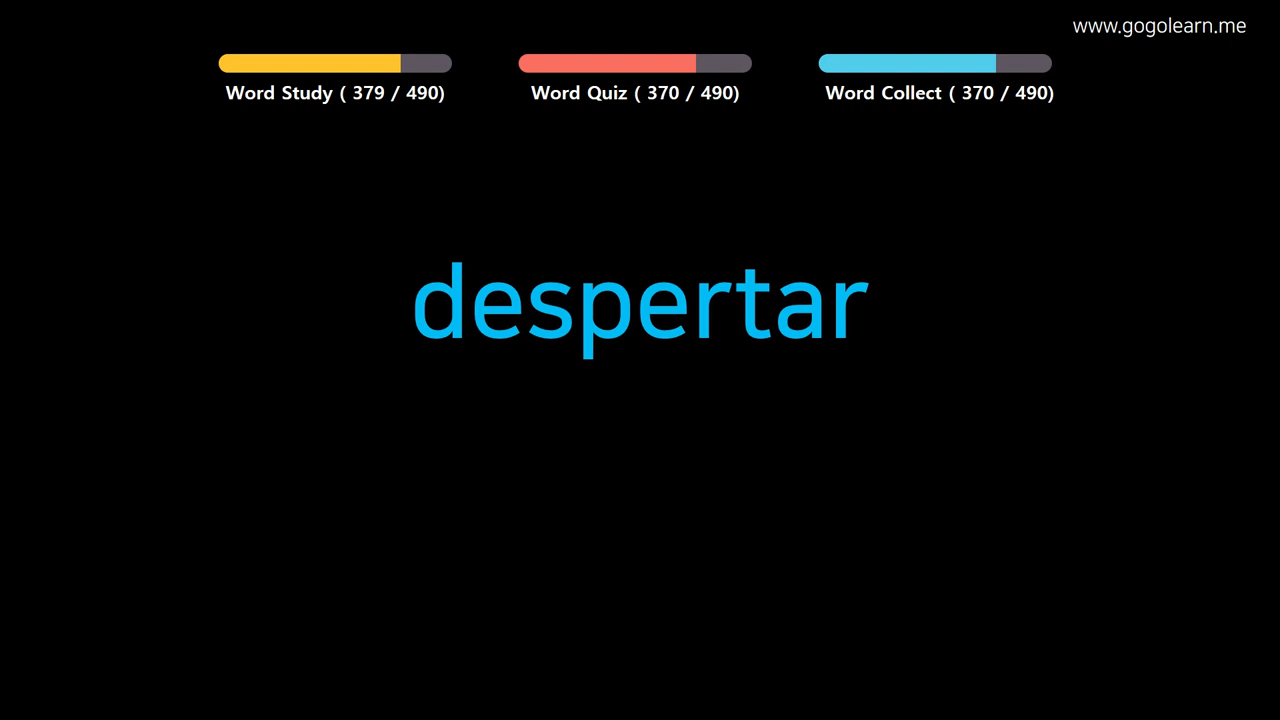 www.gogolearn.me
Word Study ( 379 / 490)
Word Quiz ( 370 / 490)
Word Collect ( 370 / 490)
despertar